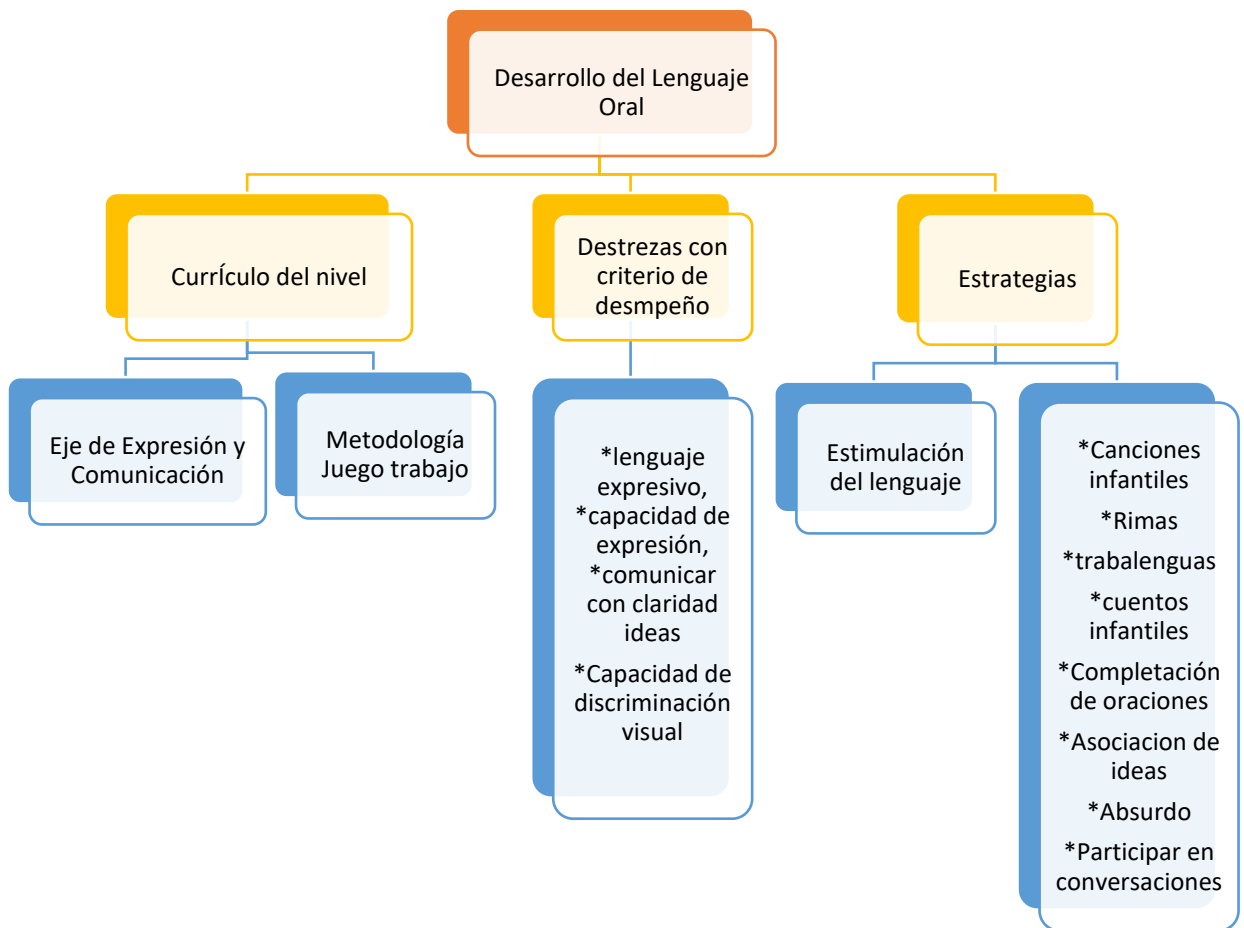 Desarrollo del Lenguaje
Oral
CurrÍculo del nivel
Destrezas con
criterio de
desmpeño
Estrategias
Eje de Expresión y
Comunicación
Metodología
Juego trabajo
*lenguaje
expresivo,
*capacidad de
expresión,
*comunicar
con claridad
ideas
*Capacidad de
discriminación
visual
Estimulación
del lenguaje
*Canciones
infantiles
*Rimas
*trabalenguas
*cuentos
infantiles
*Completación
de oraciones
*Asociacion de
ideas
*Absurdo
*Participar en
conversaciones